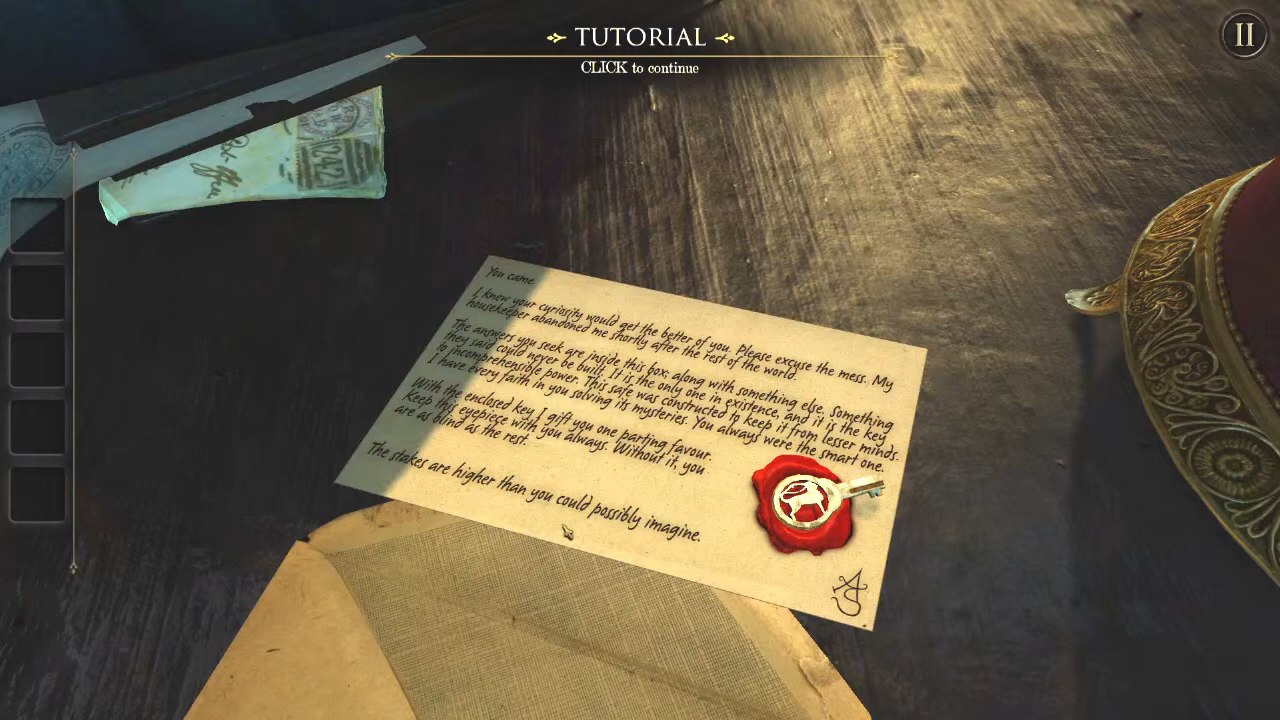 TUTORIAL
CLICK to continue
You came.
I knew your curiosity would get the better of you. Please excuse the mess. My
housekeeper abandoned me shortly after the rest of the world.
The answers you seek are inside this box; along with something else. Something
they said could never be built. It is the only one in existence, and it is the key
to incomprehensible power. This safe was constructed to keep it from lesser minds.
I have every faith in you solving its mysteries. You always were the smart one.
With the enclosed key I gift you one parting favour.
Keep this eyepiece with you always. Without it, you
are as blind as the rest.
The stakes are higher than you could possibly imagine.
1242